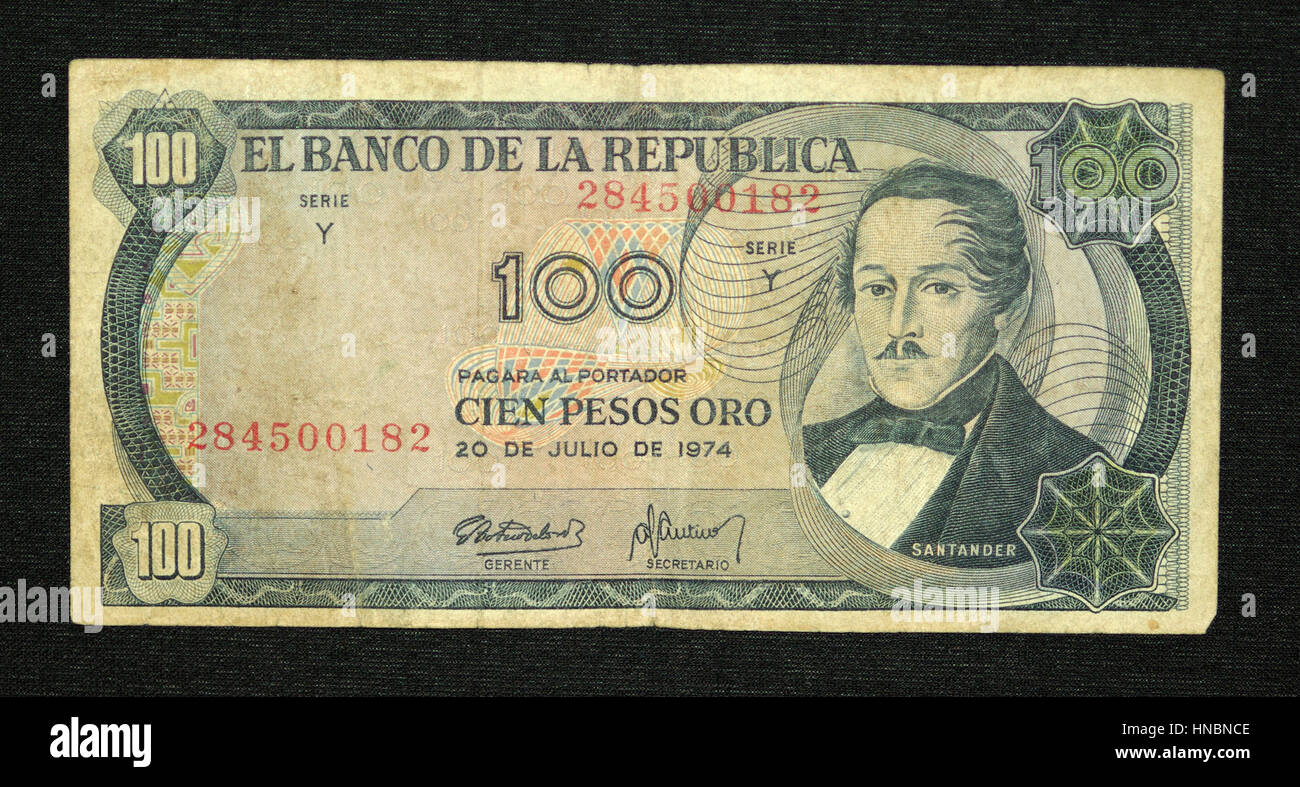 100
EL BANCO DE LA REPUBLICA
100
SERIE
Y
284500182
100
SERIE
Y
PAGARA AL PORTADOR
CIEN PESOS ORO
284500182
20 DE JULIO DE 1974
100
GERENTE
SECRETARIO
SANTANDER
alamy
a
alamy
Image ID: HNBNCE
www.alamy.com